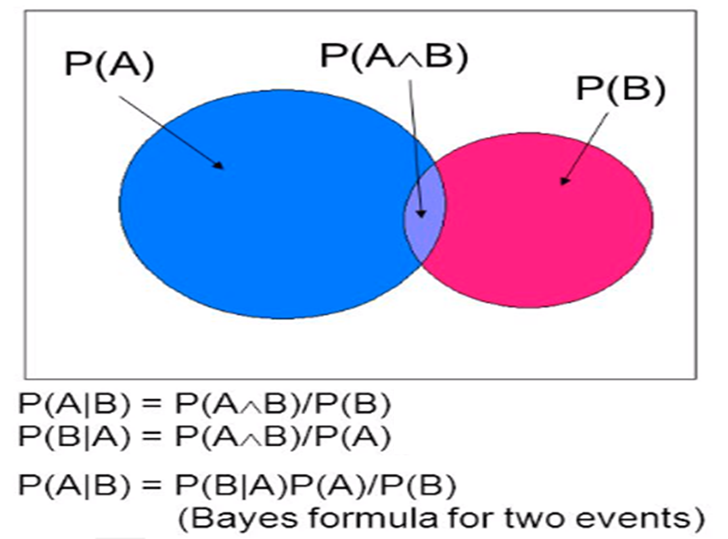 P(A)
P(A∧B)
P(B)
P(A|B) = P(A∧B)/P(B)
P(B|A) = P(A∧B)/P(A)
P(A|B) = P(B|A)P(A)/P(B)
(Bayes formula for two events)